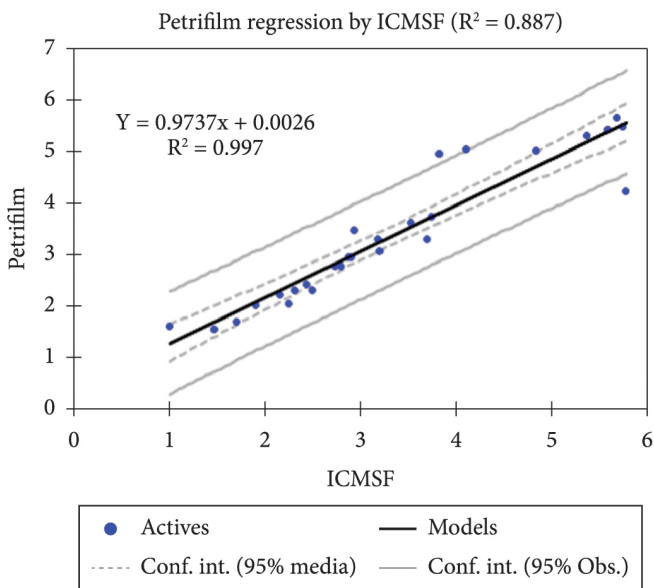 Petrifilm regression by ICMSF (R² = 0.887)
7
6
5
4
3
2
1
0
Petrifilm
Y = 0.9737x + 0.0026
R² = 0.997
0 1 2 3 4 5 6
ICMSF
Actives Models
Conf. int. (95% media) Conf. int. (95% Obs.)